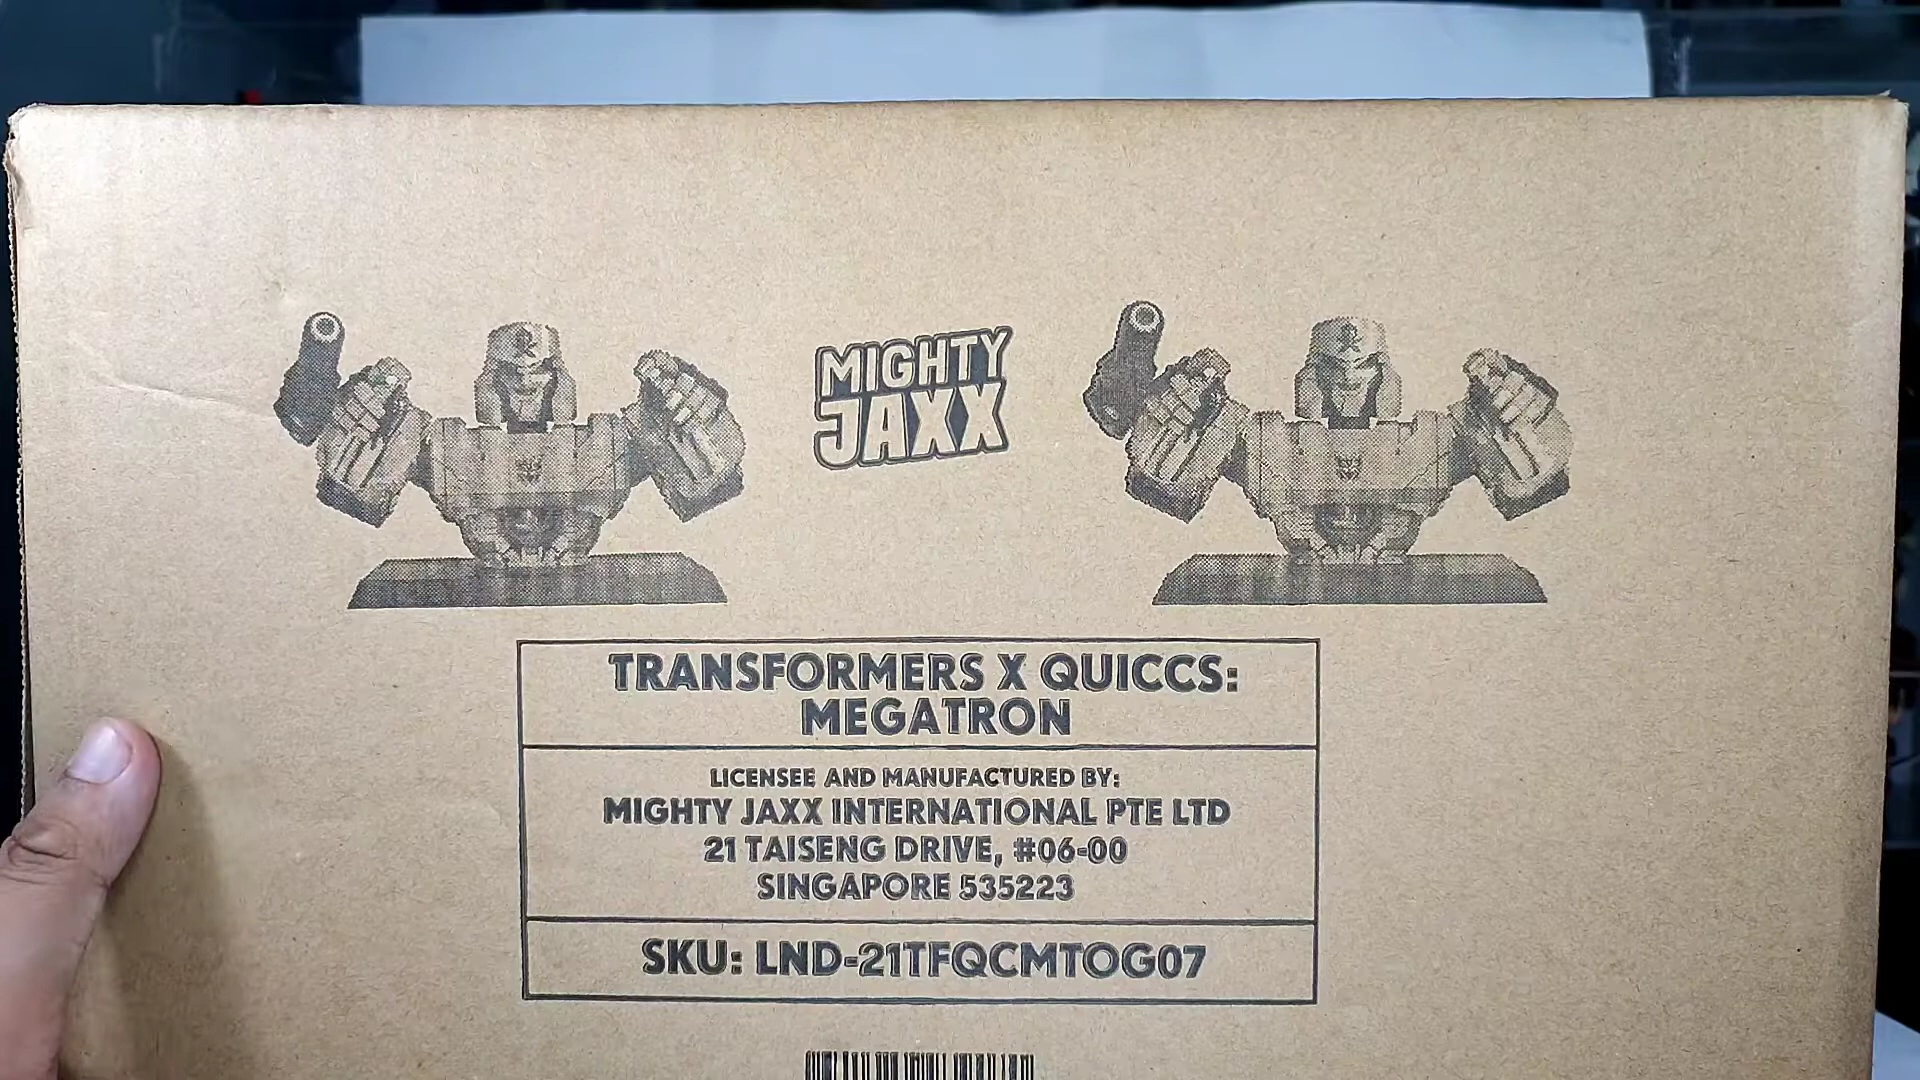 MIGHTY
JAXX
TRANSFORMERS X QUICCS:
MEGATRON
LICENSEE AND MANUFACTURED BY:
MIGHTY JAXX INTERNATIONAL PTE LTD
21 TAISENG DRIVE, #06-00
SINGAPORE 535223
SKU: LND-21TFQCMTOG07